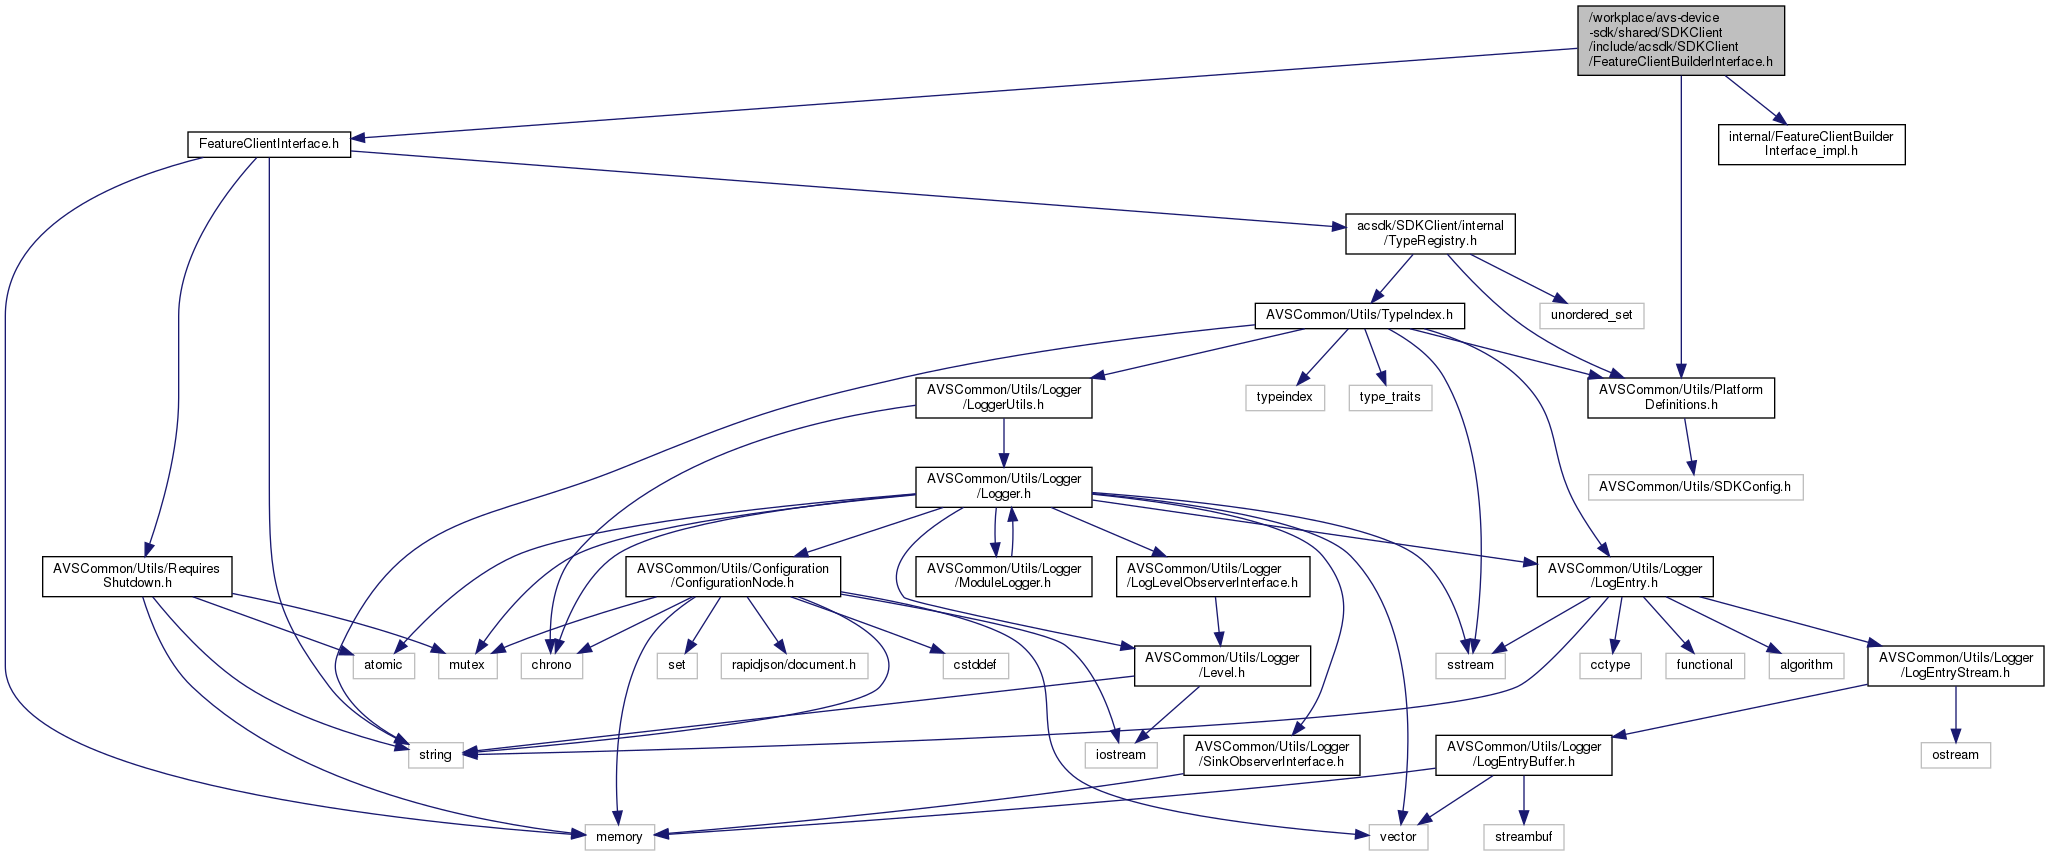 /workplace/avs-device
-sdk/shared/SDKClient
/include/acsdk/SDKClient
/FeatureClientBuilderInterface.h
FeatureClientInterface.h
internal/FeatureClientBuilder
Interface_impl.h
acsdk/SDKClient/internal
/TypeRegistry.h
AVSCommon/Utils/TypeIndex.h
unordered_set
AVSCommon/Utils/Logger
/LoggerUtils.h
typeindex
type_traits
AVSCommon/Utils/Platform
Definitions.h
AVSCommon/Utils/Logger
/Logger.h
AVSCommon/Utils/SDKConfig.h
AVSCommon/Utils/Requires
Shutdown.h
AVSCommon/Utils/Configuration
/ConfigurationNode.h
AVSCommon/Utils/Logger
/ModuleLogger.h
AVSCommon/Utils/Logger
/LogLevelObserverInterface.h
AVSCommon/Utils/Logger
/LogEntry.h
atomic
mutex
chrono
set
rapidjson/document.h
cstddef
AVSCommon/Utils/Logger
/Level.h
sstream
cctype
functional
algorithm
AVSCommon/Utils/Logger
/LogEntryStream.h
string
iostream
AVSCommon/Utils/Logger
/SinkObserverInterface.h
AVSCommon/Utils/Logger
/LogEntryBuffer.h
ostream
memory
vector
streambuf